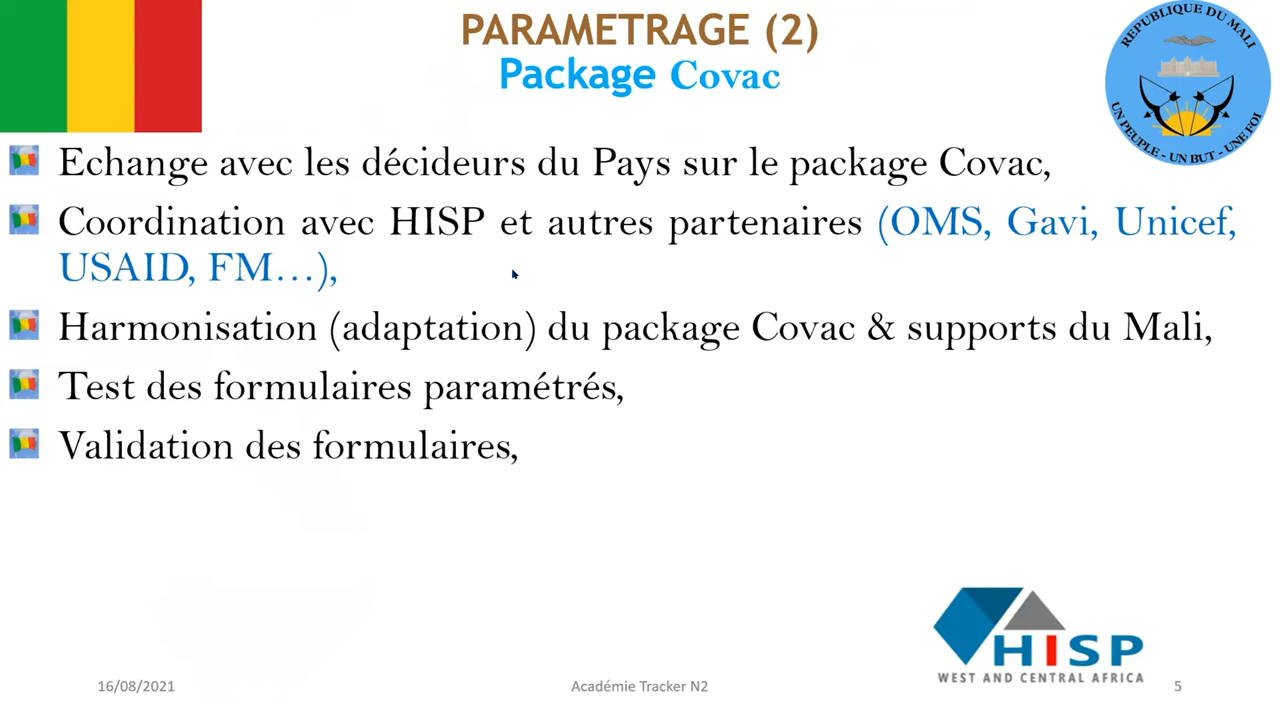 PARAMETRAGE (2)
Package Covac
REPUBLIQUE DU MALI
UN PEUPLE - UN BUT - UNE FOI
Echange avec les décideurs du Pays sur le package Covac,
Coordination avec HISP et autres partenaires (OMS, Gavi, Unicef,
USAID, FM…),
Harmonisation (adaptation) du package Covac & supports du Mali,
Test des formulaires paramétrés,
Validation des formulaires,
HISP
WEST AND CENTRAL AFRICA
16/08/2021
Académie Tracker N2
5